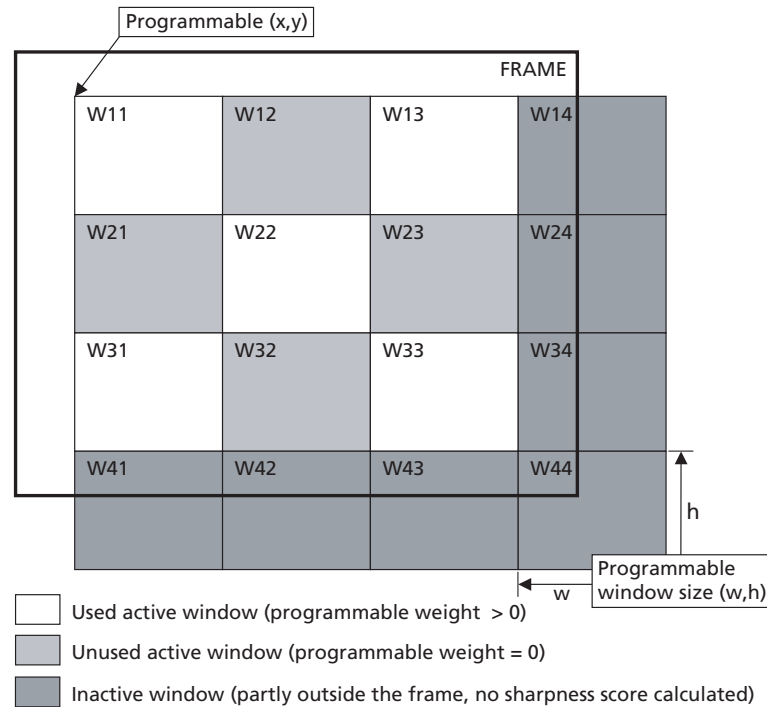 Programmable (x,y)
FRAME
W11 W12 W13 W14
W21 W22 W23 W24
W31 W32 W33 W34
W41 W42 W43 W44
h
w
Programmable
window size (w,h)
Used active window (programmable weight > 0)
Unused active window (programmable weight = 0)
Inactive window (partly outside the frame, no sharpness score calculated)